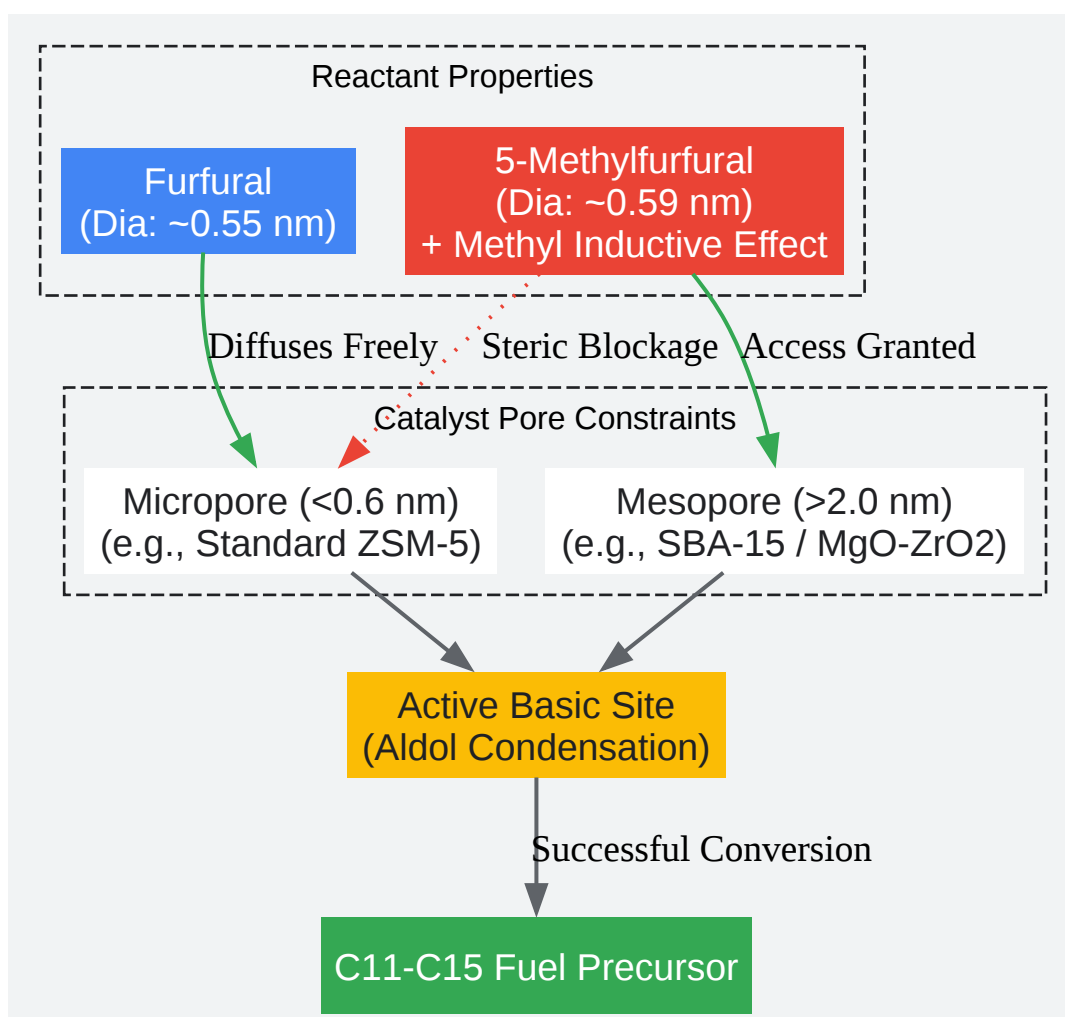 Reactant Properties
Furfural
(Dia: ~0.55 nm)
5-Methylfurfural
(Dia: ~0.59 nm)
+ Methyl Inductive Effect
Diffuses Freely
Steric Blockage
Access Granted
Catalyst Pore Constraints
Micropore (<0.6 nm)
(e.g., Standard ZSM-5)
Mesopore (>2.0 nm)
(e.g., SBA-15 / MgO-ZrO2)
Active Basic Site
(Aldol Condensation)
Successful Conversion
C11-C15 Fuel Precursor